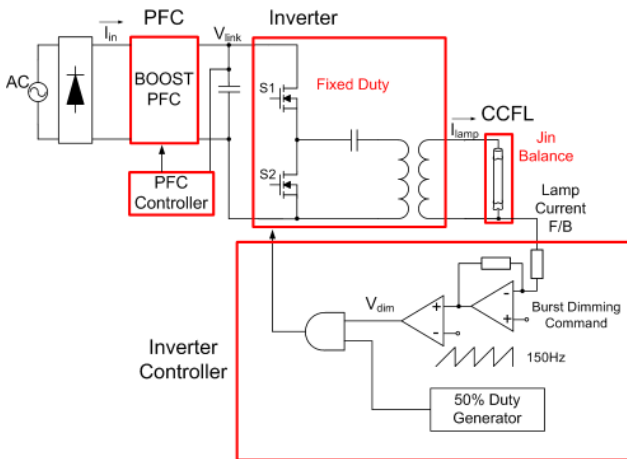 PFC
Inverter
I_in
V_link
AC
BOOST
PFC
S1
Fixed Duty
I_lamp
CCFL
Jin
Balance
S2
PFC
Controller
Lamp
Current
F/B
V_dim
+
-
-
+
Burst Dimming
Command
150Hz
Inverter
Controller
50% Duty
Generator